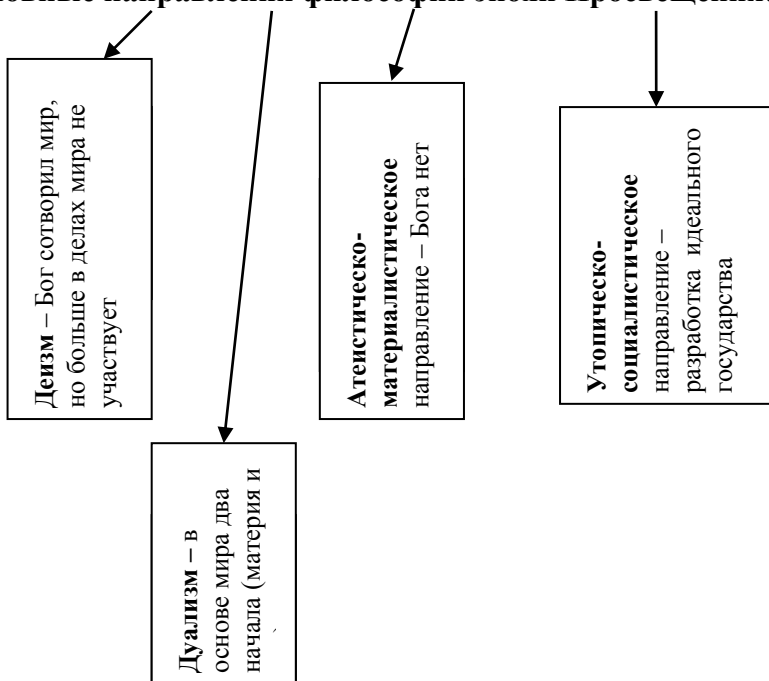 направления философии эпохи Просвещения
Деизм – Бог сотворил мир,
но больше в делах мира не
участвует
Дуализм – в
основе мира два
начала (материя и
Атеистическо-
материалистическое
направление – Бога нет
Утопическо-
социалистическое
направление –
разработка идеального
государства